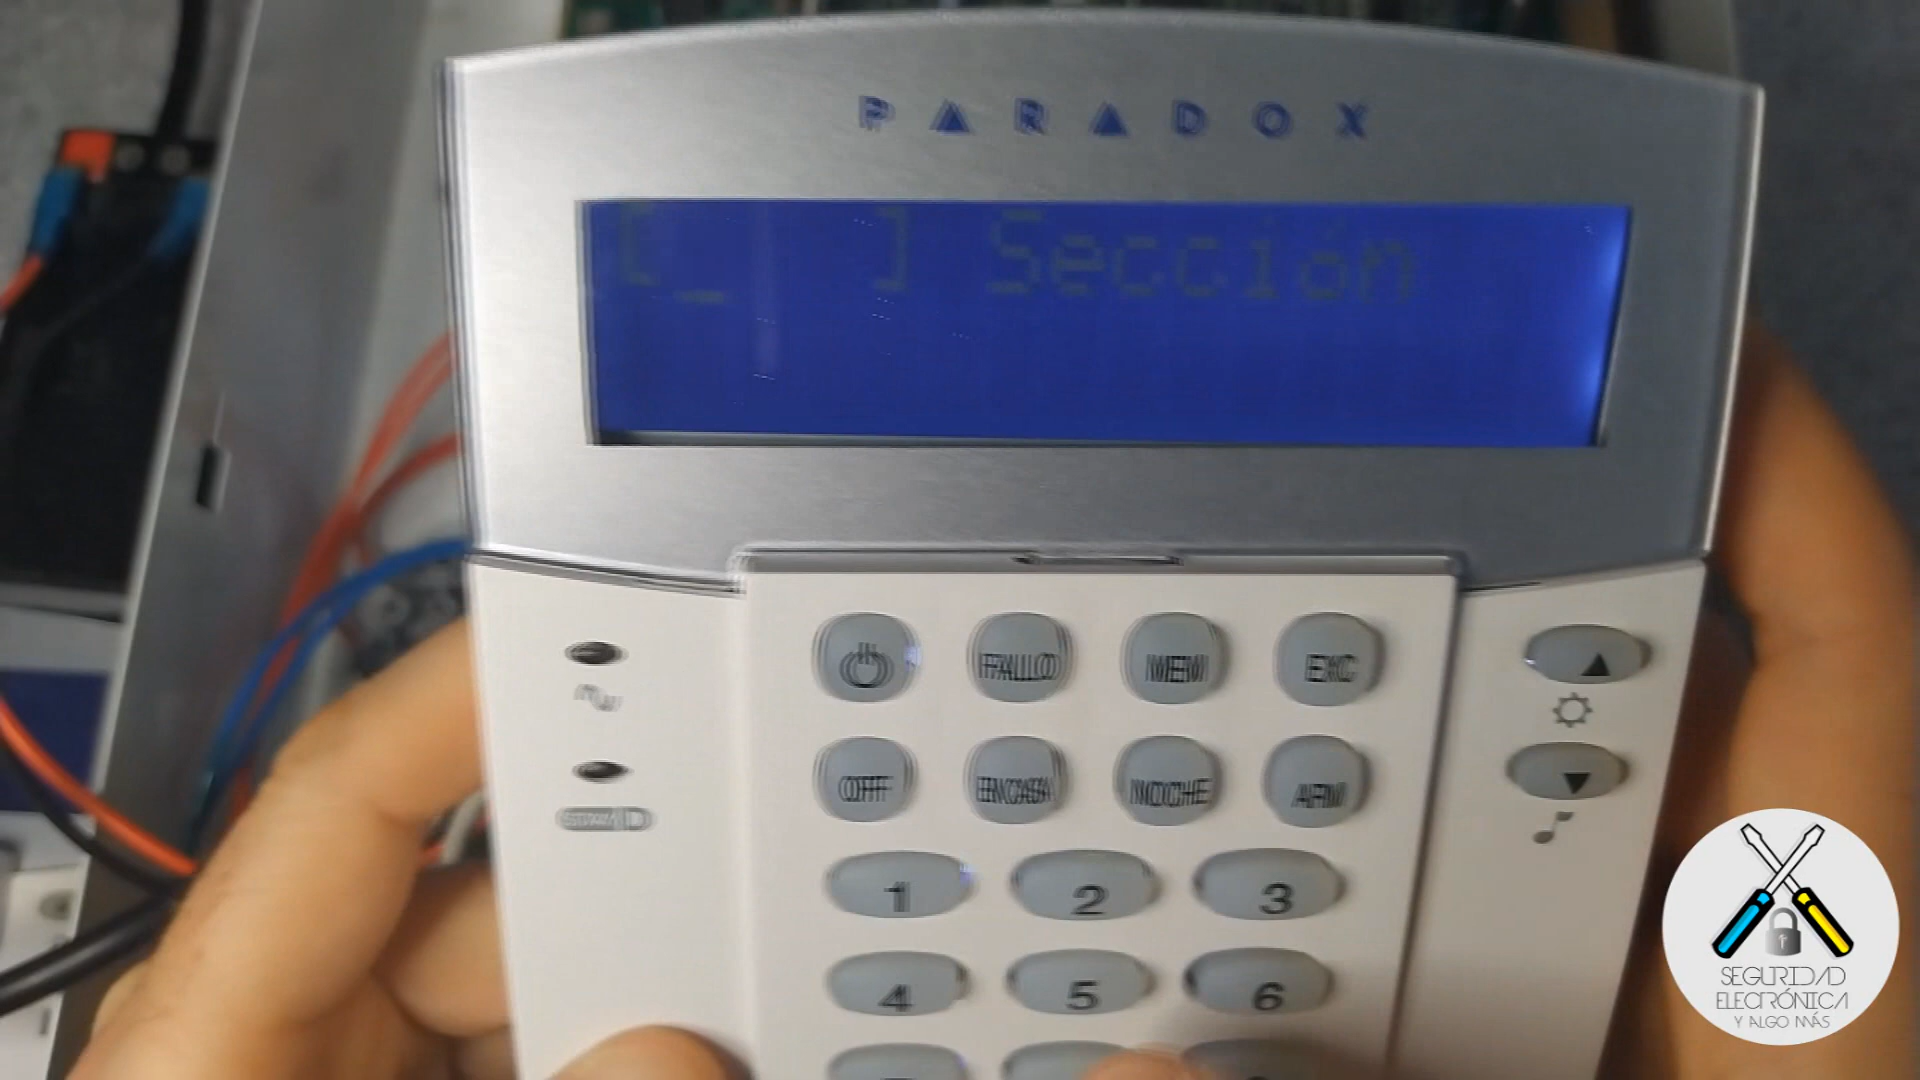 PARADOX
[_ ] Sección
FALLO MEM EXC
OFF ENCASA NOCHE ARM
STAY D
1 2 3
4 5 6
SEGURIDAD
ELECTRÓNICA
Y ALGO MÁS